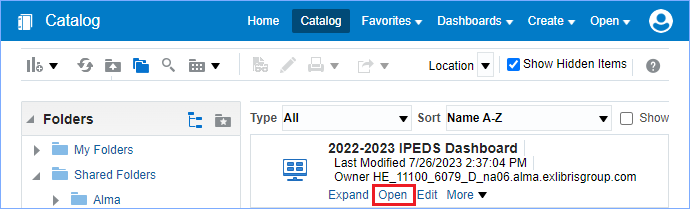 Catalog Home Catalog Favorites Dashboards Create Open
Location Show Hidden Items
Type All Sort Name A-Z Show
Folders
My Folders
Shared Folders
Alma
2022-2023 IPEDS Dashboard
Last Modified 7/26/2023 2:37:04 PM
Owner HE_11100_6079_D_na06.alma.exlibrisgroup.com
Expand Open Edit More